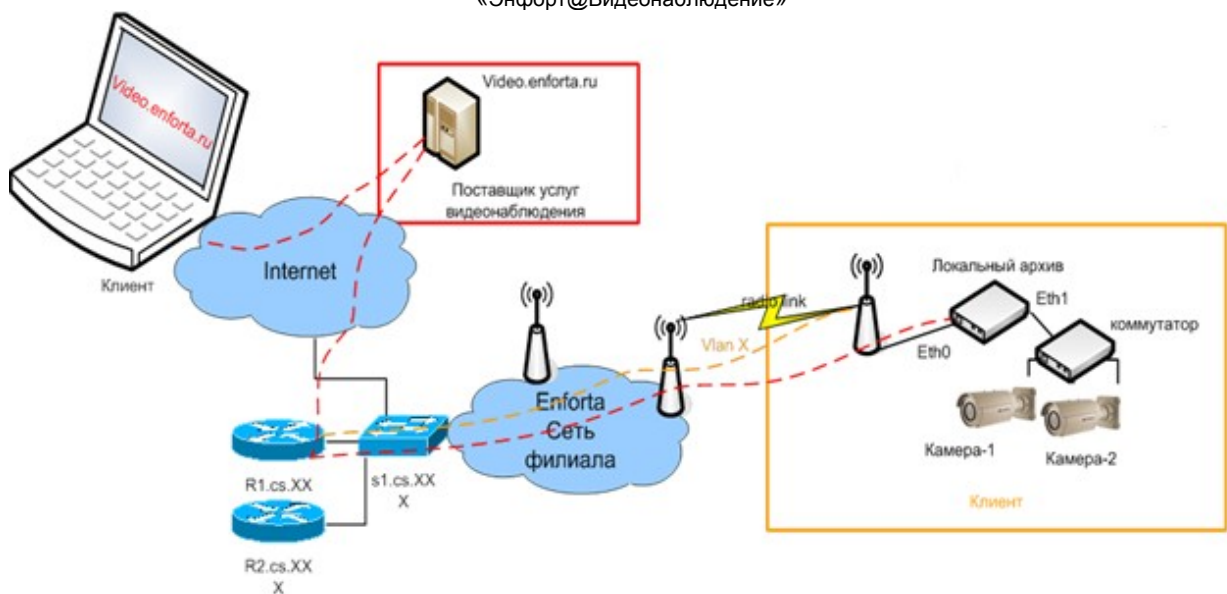 «Энфорт@Видеонаблюдение»
Video.enforta.ru
Video.enforta.ru
Поставщик услуг
видеонаблюдения
Клиент
Internet
Локальный архив
Eth1
коммутатор
radio link
Vlan X
Eth0
Enforta
Сеть
филиала
Камера-1
Камера-2
Клиент
R1.cs.XX
X
s1.cs.XX
X
R2.cs.XX
X